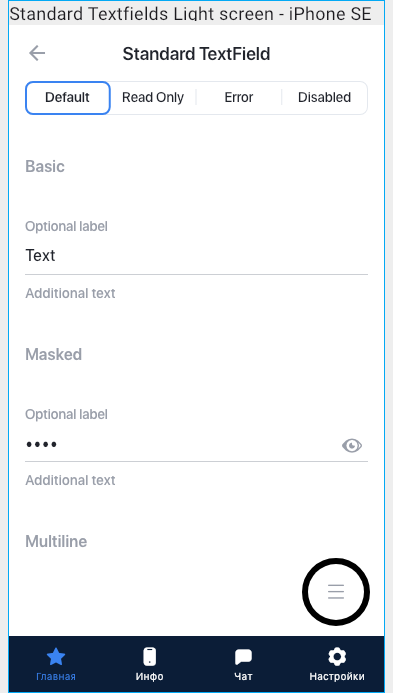 Standard Textfields Light screen - iPhone SE
Standard TextField
Default Read Only Error Disabled
Basic
Optional label
Text
Additional text
Masked
Optional label
••••
Additional text
Multiline
Главная Инфо Чат Настройки